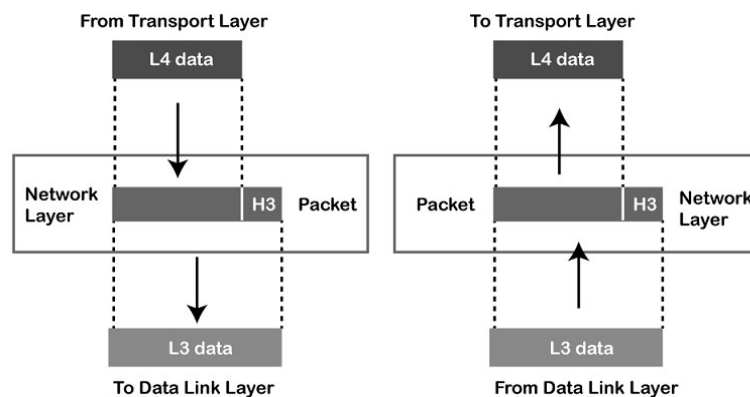 From Transport Layer
L4 data
Network
Layer
H3
Packet
L3 data
To Data Link Layer
To Transport Layer
L4 data
Packet
H3
Network
Layer
L3 data
From Data Link Layer